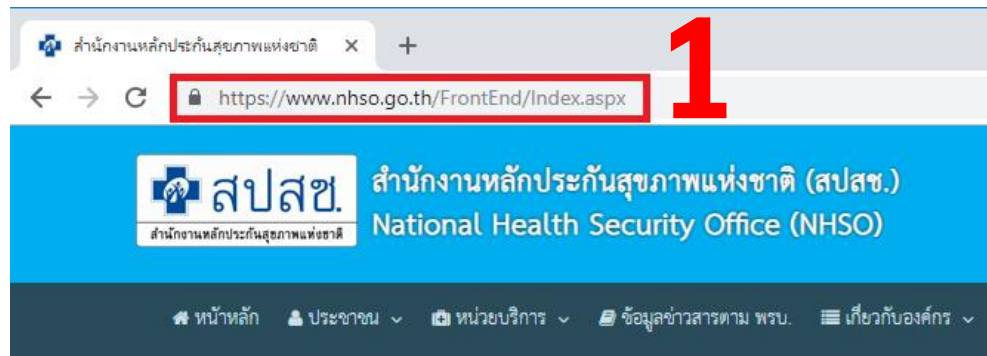 สำนักงานหลักประกันสุขภาพแห่งชาติ
1
https://www.nhso.go.th/FrontEnd/Index.aspx
สปสช.
สำนักงานหลักประกันสุขภาพแห่งชาติ
สำนักงานหลักประกันสุขภาพแห่งชาติ (สปสช.)
National Health Security Office (NHSO)
หน้าหลัก ประชาชน หน่วยบริการ ข้อมูลข่าวสารตาม พรบ. เกี่ยวกับองค์กร